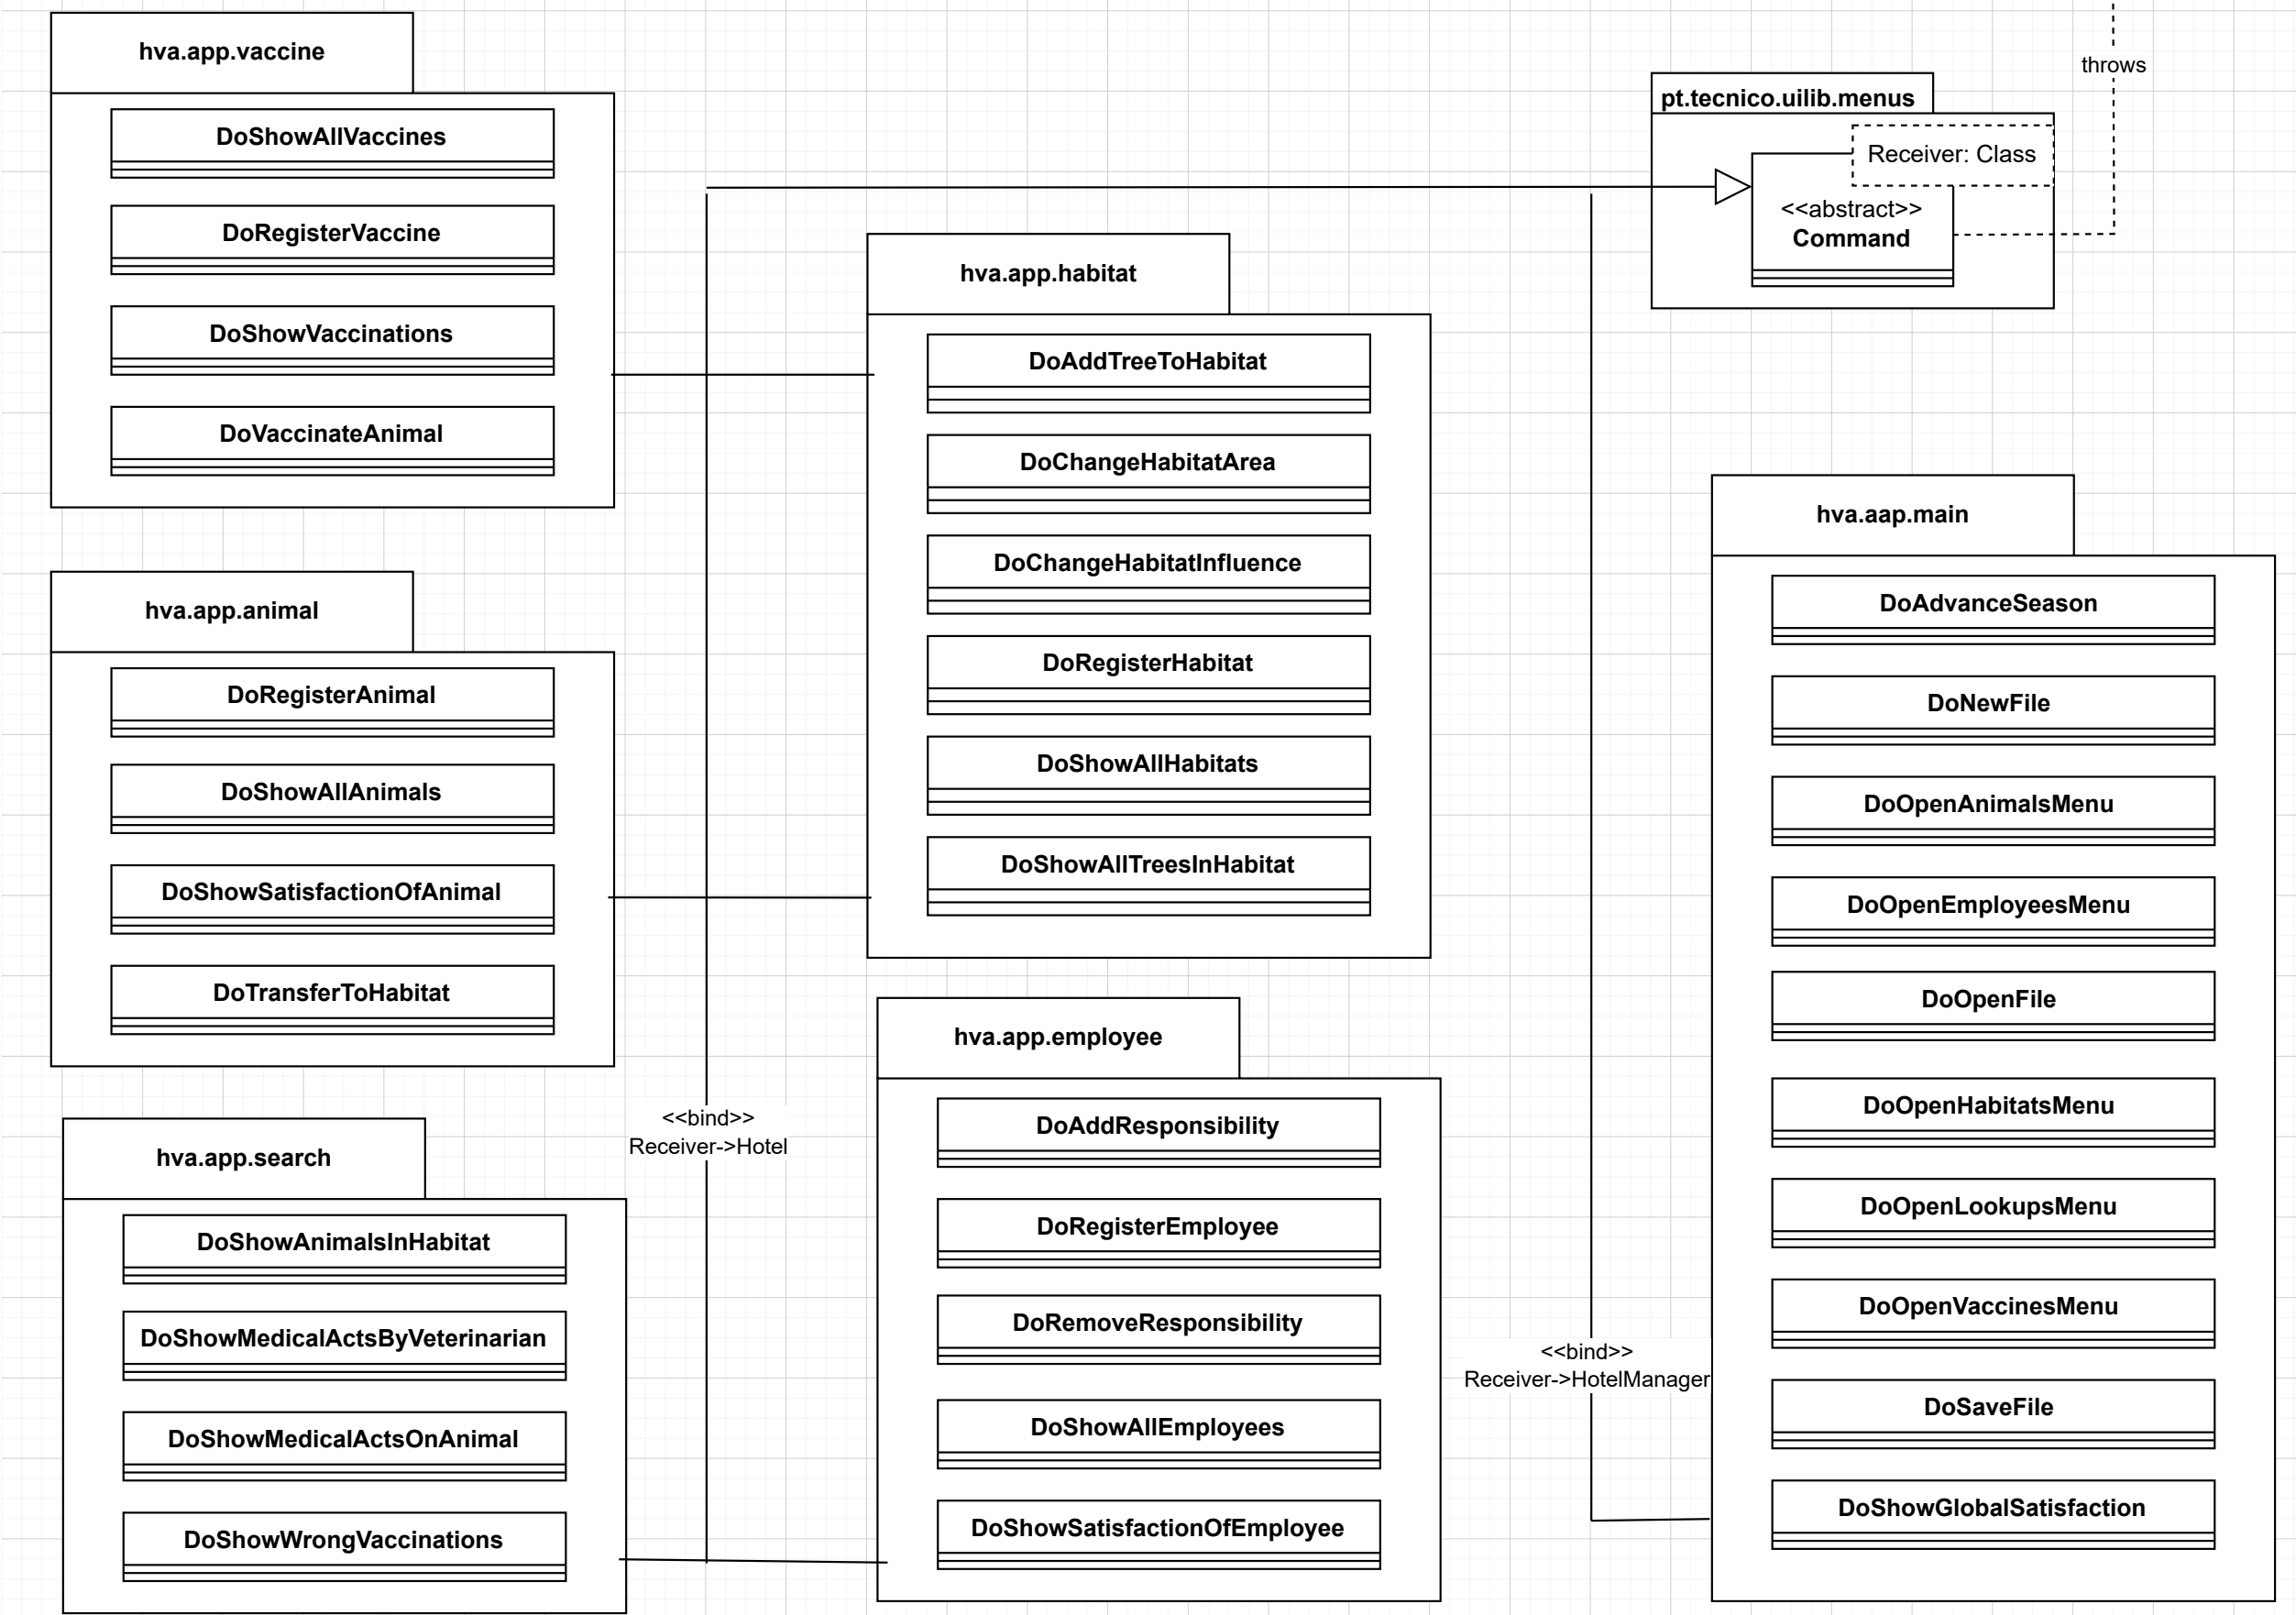 hva.app.vaccine
DoShowAllVaccines
DoRegisterVaccine
DoShowVaccinations
DoVaccinateAnimal
hva.app.animal
DoRegisterAnimal
DoShowAllAnimals
DoShowSatisfactionOfAnimal
DoTransferToHabitat
hva.app.search
DoShowAnimalsInHabitat
DoShowMedicalActsByVeterinarian
DoShowMedicalActsOnAnimal
DoShowWrongVaccinations
<<bind>>
Receiver->Hotel
hva.app.habitat
DoAddTreeToHabitat
DoChangeHabitatArea
DoChangeHabitatInfluence
DoRegisterHabitat
DoShowAllHabitats
DoShowAllTreesInHabitat
hva.app.employee
DoAddResponsibility
DoRegisterEmployee
DoRemoveResponsibility
DoShowAllEmployees
DoShowSatisfactionOfEmployee
<<bind>>
Receiver->HotelManager
throws
pt.tecnico.uilib.menus
Receiver: Class
<<abstract>>
Command
hva.aap.main
DoAdvanceSeason
DoNewFile
DoOpenAnimalsMenu
DoOpenEmployeesMenu
DoOpenFile
DoOpenHabitatsMenu
DoOpenLookupsMenu
DoOpenVaccinesMenu
DoSaveFile
DoShowGlobalSatisfaction